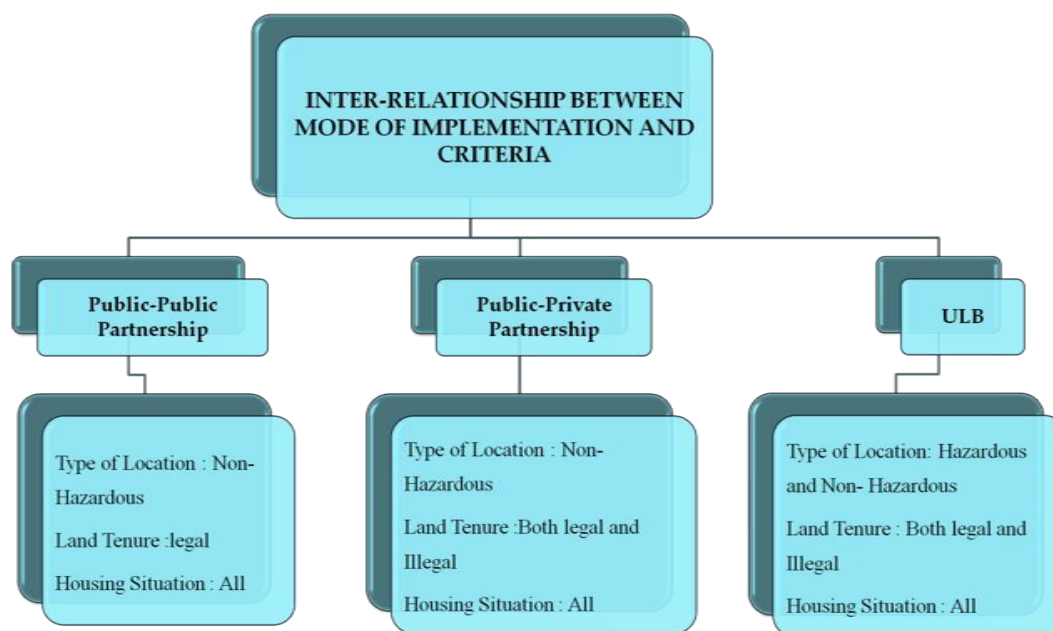 INTER-RELATIONSHIP BETWEEN
MODE OF IMPLEMENTATION AND
CRITERIA
Public-Public
Partnership
Type of Location : Non-
Hazardous
Land Tenure :legal
Housing Situation : All
Public-Private
Partnership
Type of Location : Non-
Hazardous
Land Tenure :Both legal and
Illegal
Housing Situation : All
ULB
Type of Location: Hazardous
and Non- Hazardous
Land Tenure : Both legal and
Illegal
Housing Situation : All